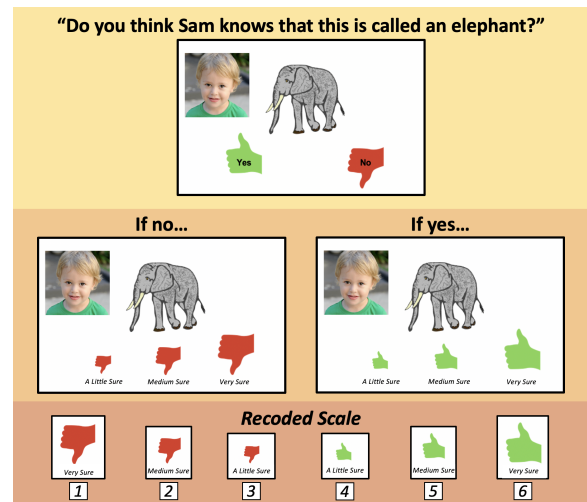 “Do you think Sam knows that this is called an elephant?”
Yes
No
If no...
If yes...
A Little Sure
Medium Sure
Very Sure
A Little Sure
Medium Sure
Very Sure
Recoded Scale
Very Sure
Medium Sure
A Little Sure
A Little Sure
Medium Sure
Very Sure
1
2
3
4
5
6